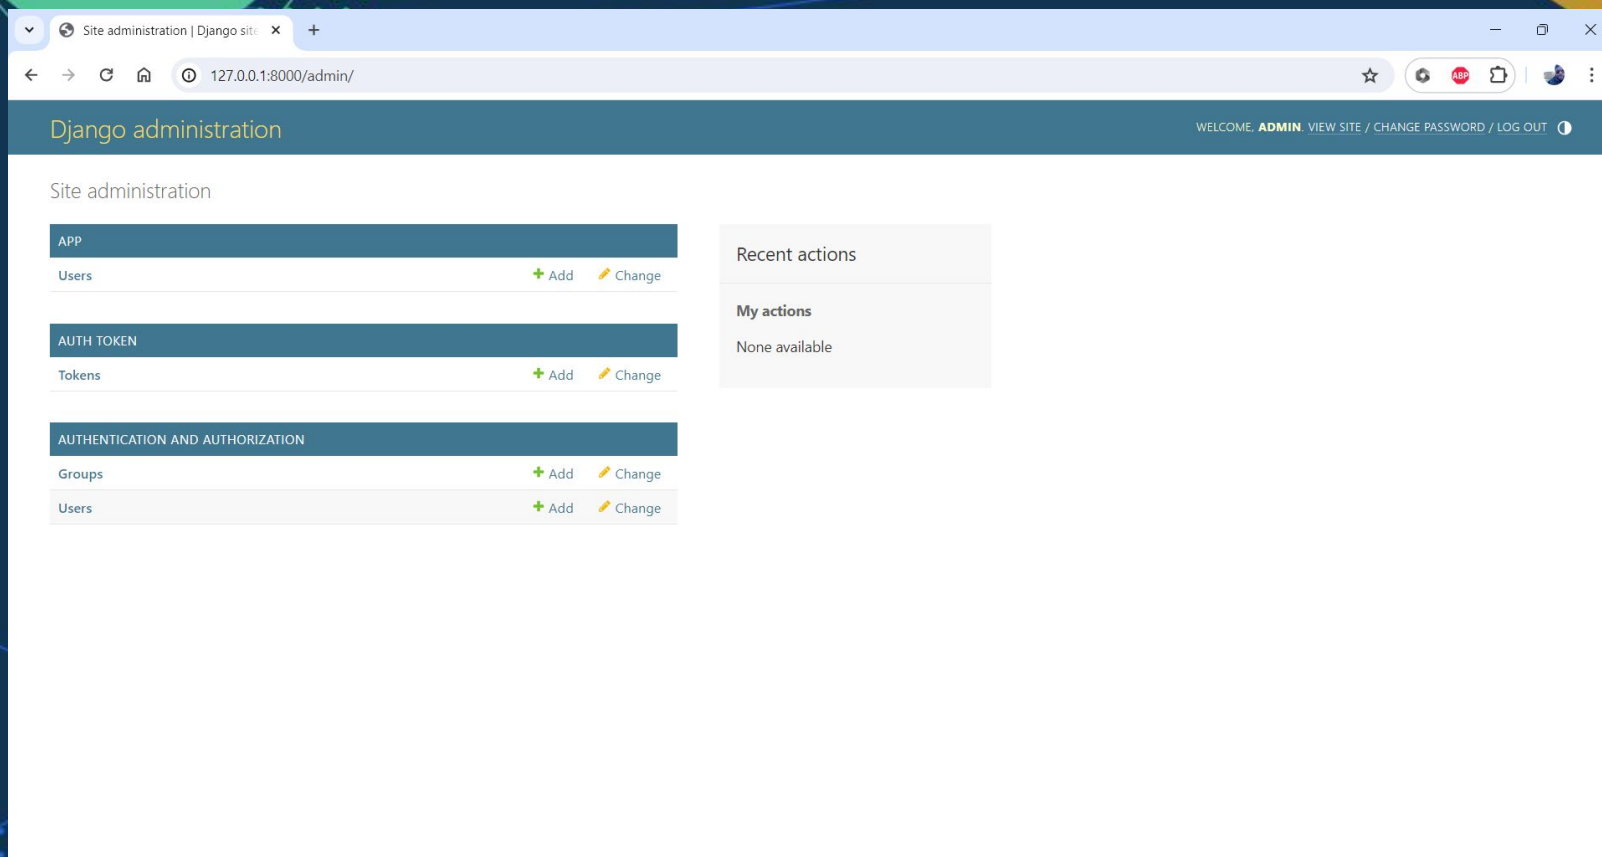 Site administration | Django site
127.0.0.1:8000/admin/
ABP
Django administration
WELCOME, ADMIN. VIEW SITE / CHANGE PASSWORD / LOG OUT
Site administration
APP
Users Add Change
AUTH TOKEN
Tokens Add Change
AUTHENTICATION AND AUTHORIZATION
Groups Add Change
Users Add Change
Recent actions
My actions
None available